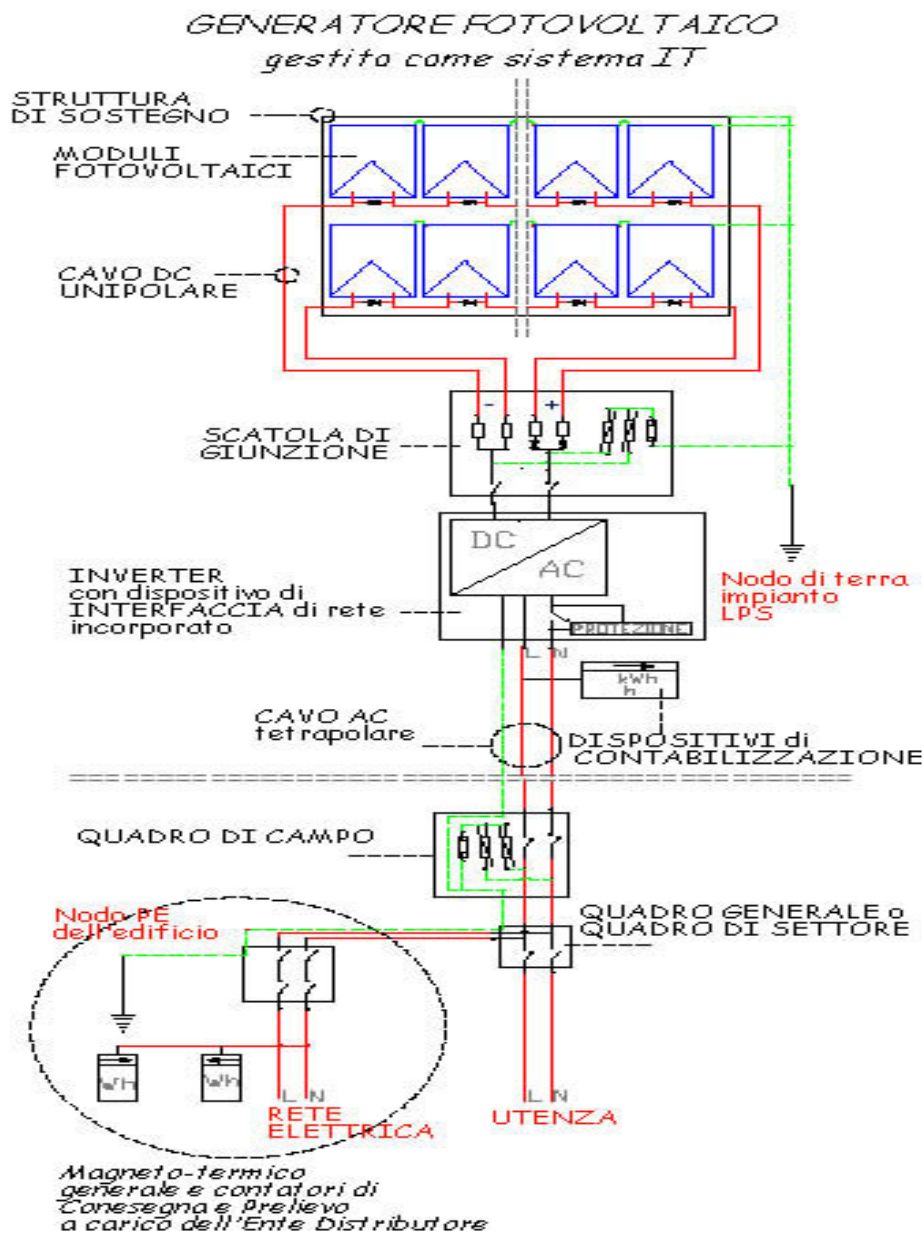 GENERATORE FOTOVOLTAICO
gestito come sistema IT
STRUTTURA
DI SOSTEGNO
MODULI
FOTOVOLTAICI
CAVO DC
UNIPOLARE
- +
SCATOLA DI
GIUNZIONE
DC
AC
INVERTER
con dispositivo di
INTERFACCIA di rete
incorporato
Nodo di terra
impianto
LPS
PROTEZIONE
L N
kWh
h
CAVO AC
tetrapolare
DISPOSITIVI di
CONTABILIZZAZIONE
QUADRO DI CAMPO
Nodo PE
dell'edificio
QUADRO GENERALE o
QUADRO DI SETTORE
Wh
Wh
L N
L N
RETE
ELETTRICA
UTENZA
Magneto-termico
generale e contatori di
Conesegna e Prelievo
a carico dell'Ente Distributore